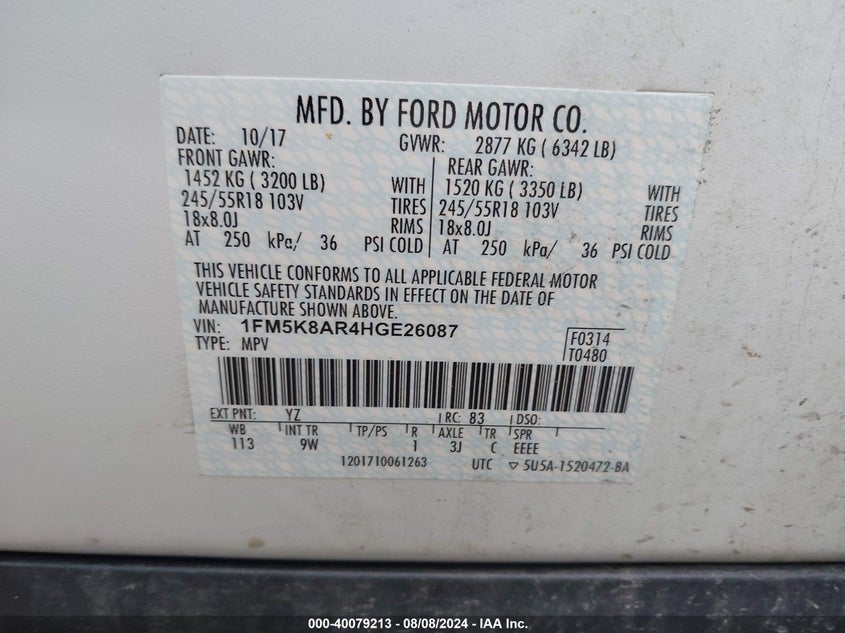 MFD. BY FORD MOTOR CO.
DATE: 10/17 GVWR: 2877 KG ( 6342 LB)
FRONT GAWR: REAR GAWR:
1452 KG ( 3200 LB) WITH 1520 KG ( 3350 LB) WITH
245/55R18 103V TIRES 245/55R18 103V TIRES
18x8.0J RIMS 18x8.0J RIMS
AT 250 kPa/ 36 PSI COLD AT 250 kPa/ 36 PSI COLD
THIS VEHICLE CONFORMS TO ALL APPLICABLE FEDERAL MOTOR
VEHICLE SAFETY STANDARDS IN EFFECT ON THE DATE OF
MANUFACTURE SHOWN ABOVE.
VIN: 1FM5K8AR4HGE26087 F0314
TYPE: MPV T0480
EXT PNT: YZ RC: 83 DSO:
WB INT TR TP/PS R AXLE TR SPR
113 9W 1 3J C EEEE
1201710061263 UTC ▽ 5U5A-1520472-BA
000-40079213 - 08/08/2024 - IAA Inc.